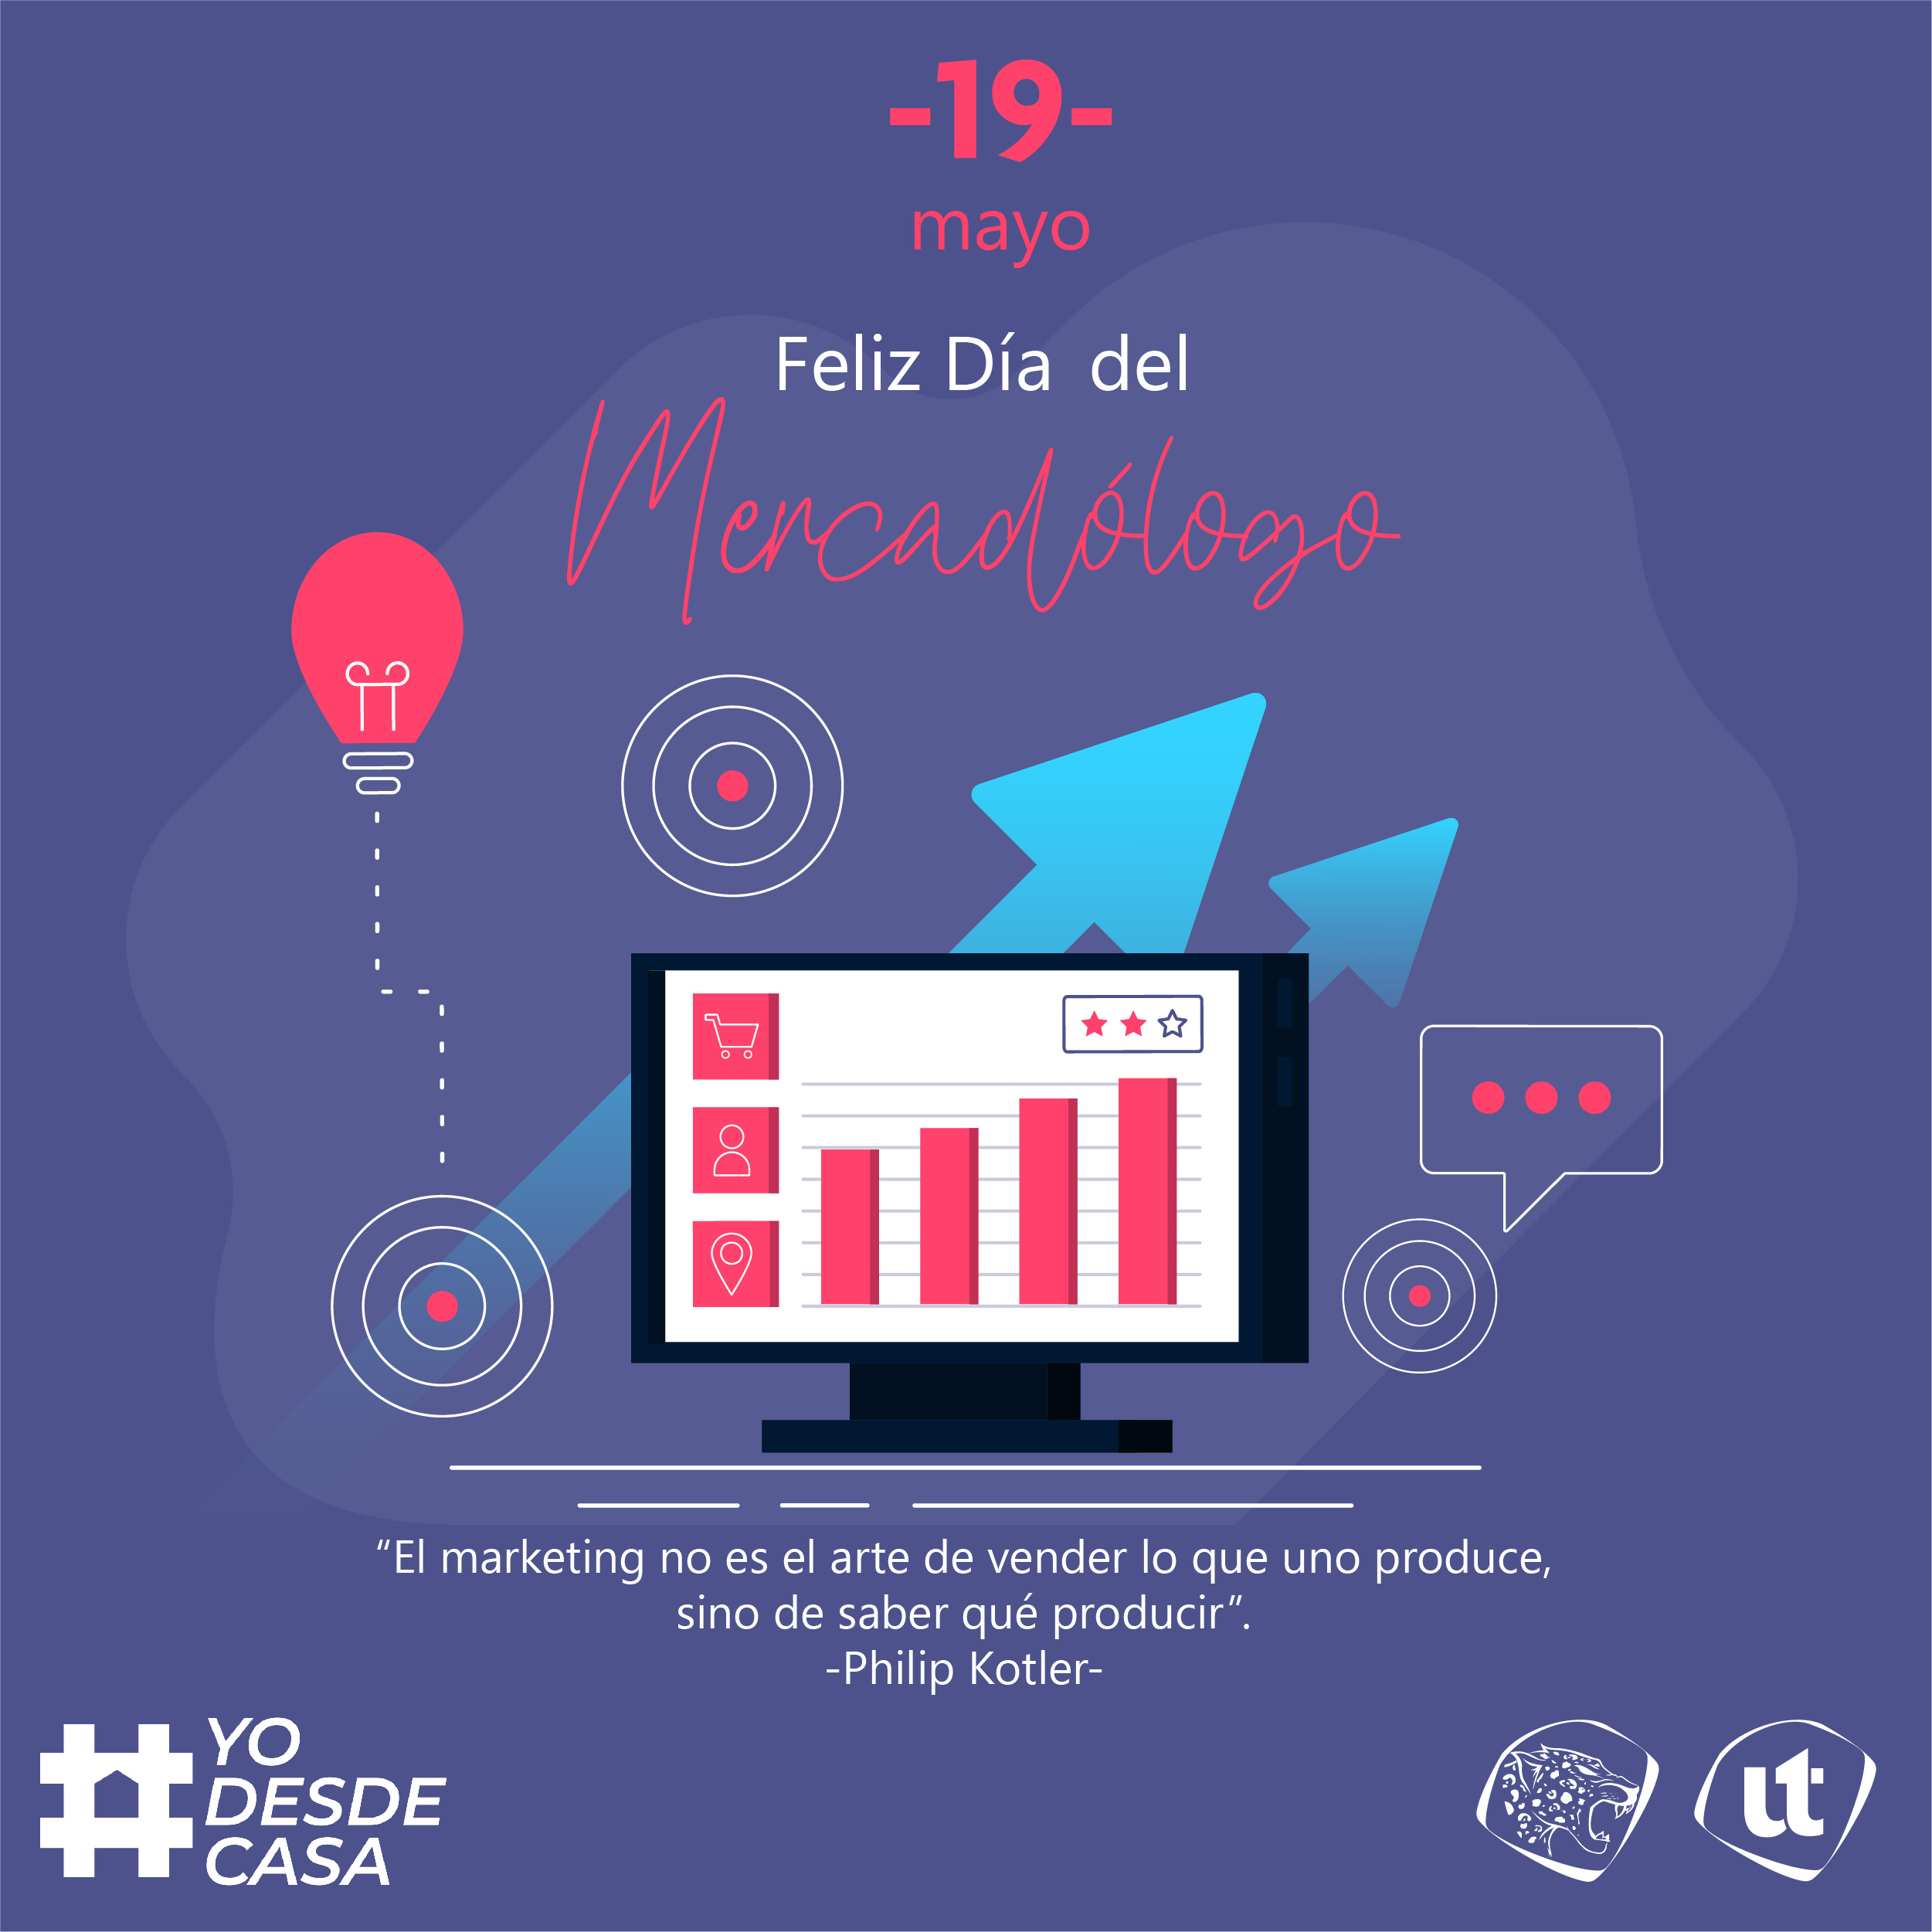 -19-
mayo
Feliz Día del
Mercadólogo
“El marketing no es el arte de vender lo que uno produce,
sino de saber qué producir”.
-Philip Kotler-
#YO
DESDE
CASA
ut